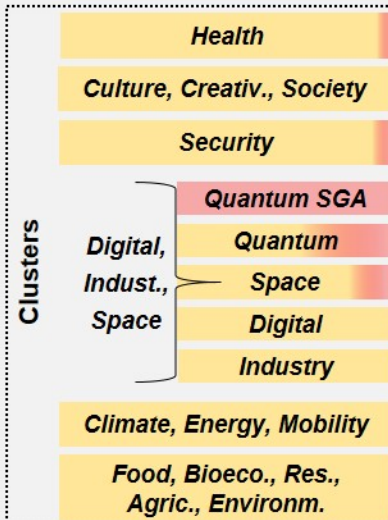 Clusters
Health
Culture, Creativ., Society
Security
Digital,
Indust.,
Space
Quantum SGA
Quantum
Space
Digital
Industry
Climate, Energy, Mobility
Food, Bioeco., Res.,
Agric., Environm.